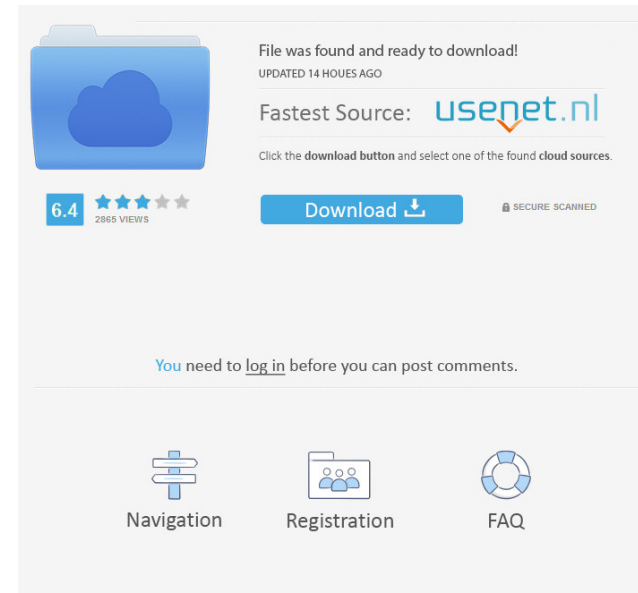 File was found and ready to download!
UPDATED 14 HOUES AGO
Fastest Source: usenet.nl
Click the download button and select one of the found cloud sources.
6.4
2865 VIEWS
Download
SECURE SCANNED
You need to log in before you can post comments.
Navigation
Registration
FAQ